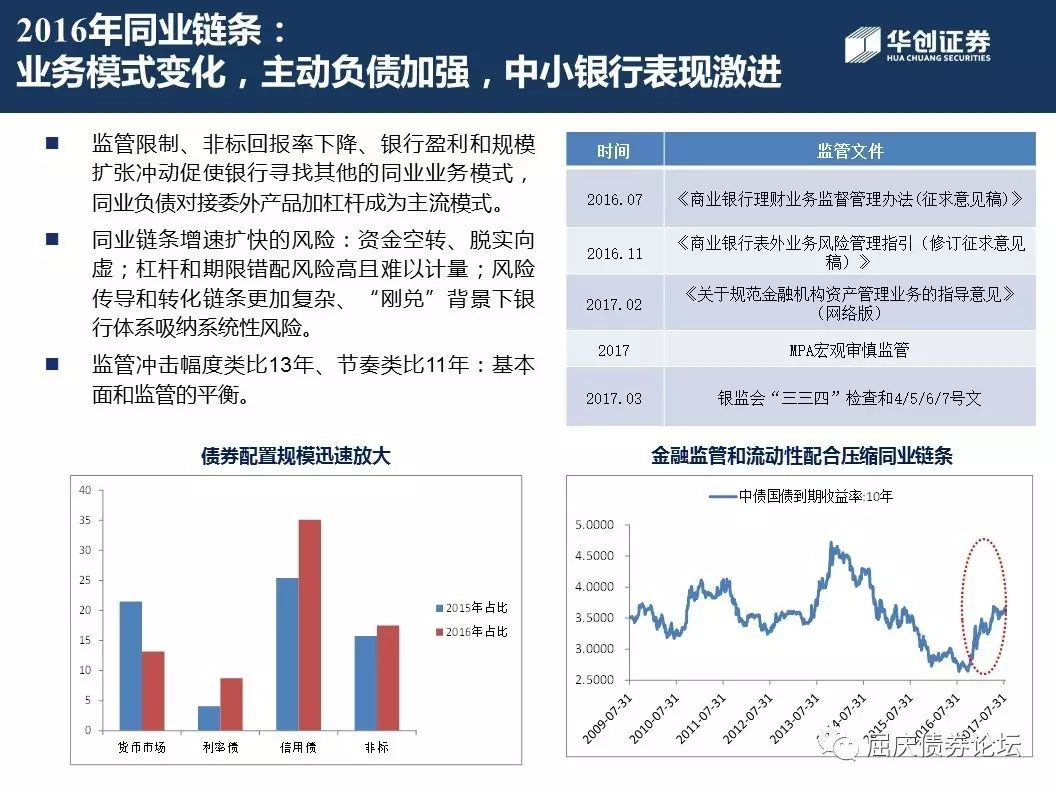 2016年同业链条：
业务模式变化，主动负债加强，中小银行表现激进
华创证券
HUA CHUANG SECURITIES
监管限制、非标回报率下降、银行盈利和规模
扩张冲动促使银行寻找其他的同业业务模式，
同业负债对接委外产品加杠杆成为主流模式。
同业链条增速扩快的风险：资金空转、脱实向
虚；杠杆和期限错配风险高且难以计量；风险
传导和转化链条更加复杂、“刚兑”背景下银
行体系吸纳系统性风险。
监管冲击幅度类比13年、节奏类比11年：基本
面和监管的平衡。
时间 监管文件
2016.07 《商业银行理财业务监督管理办法(征求意见稿)》
2016.11 《商业银行表外业务风险管理指引（修订征求意见
稿）》
2017.02 《关于规范金融机构资产管理业务的指导意见》
（网络版）
2017 MPA宏观审慎监管
2017.03 银监会“三三四”检查和4/5/6/7号文
债券配置规模迅速放大
40
35
30
25
20
15
10
5
0
货币市场 利率债 信用债 非标
2015年占比
2016年占比
金融监管和流动性配合压缩同业链条
中债国债到期收益率:10年
5.0000
4.5000
4.0000
3.5000
3.0000
2.5000
2009-07-31 2010-07-31 2011-07-31 2012-07-31 2013-07-31 2014-07-31 2015-07-31 2016-07-31 2017-07-31
屈庆债券论坛